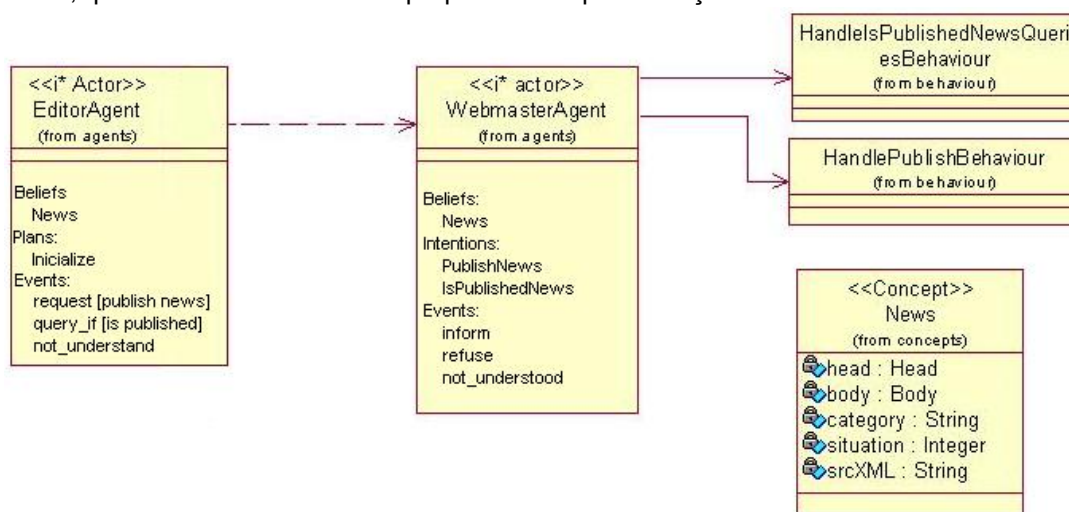 <<i* Actor>>
EditorAgent
(from agents)
Beliefs
News
Plans:
Inicialize
Events:
request [publish news]
query_if [is published]
not_understand
<<i* actor>>
WebmasterAgent
(from agents)
Beliefs:
News
Intentions:
PublishNews
IsPublishedNews
Events:
inform
refuse
not_understood
HandleIsPublishedNewsQueri
esBehaviour
(from behaviour)
HandlePublishBehaviour
(from behaviour)
<<Concept>>
News
(from concepts)
head : Head
body : Body
category : String
situation : Integer
srcXML : String